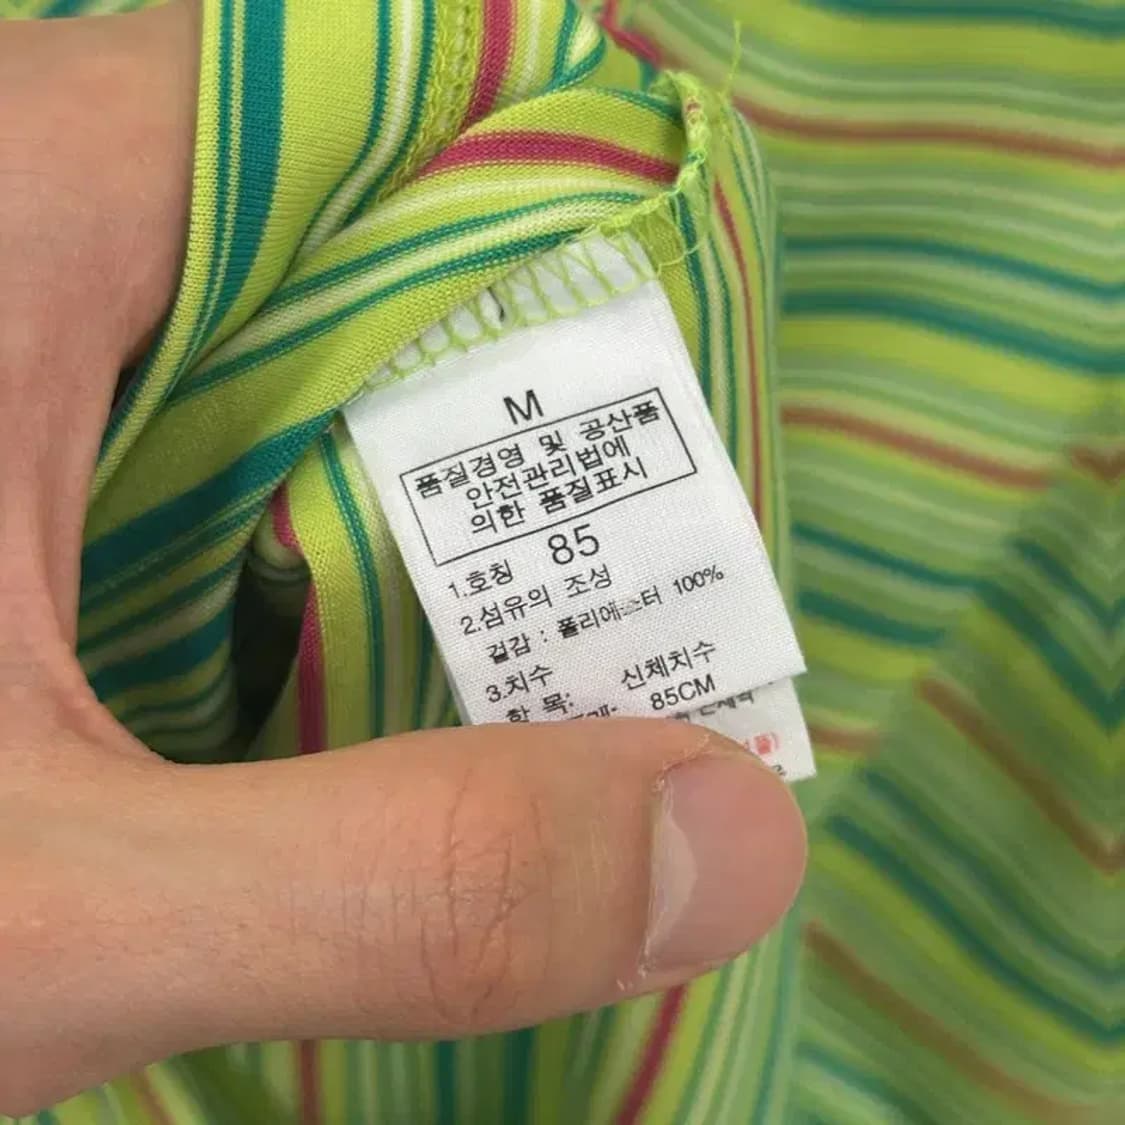 M
품질경영 및 공산품
안전관리법에
의한 품질표시
1.호칭 85
2.섬유의 조성
겉감 : 폴리에스터 100%
3.치수 신체치수
항 목: 85CM